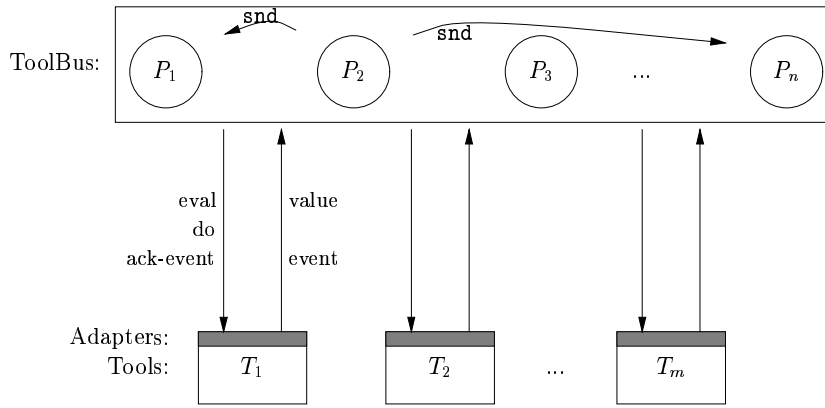 snd
snd
ToolBus:
P1 P2 P3 ... Pn
eval value
do
ack-event event
Adapters:
Tools: T1 T2 ... Tm